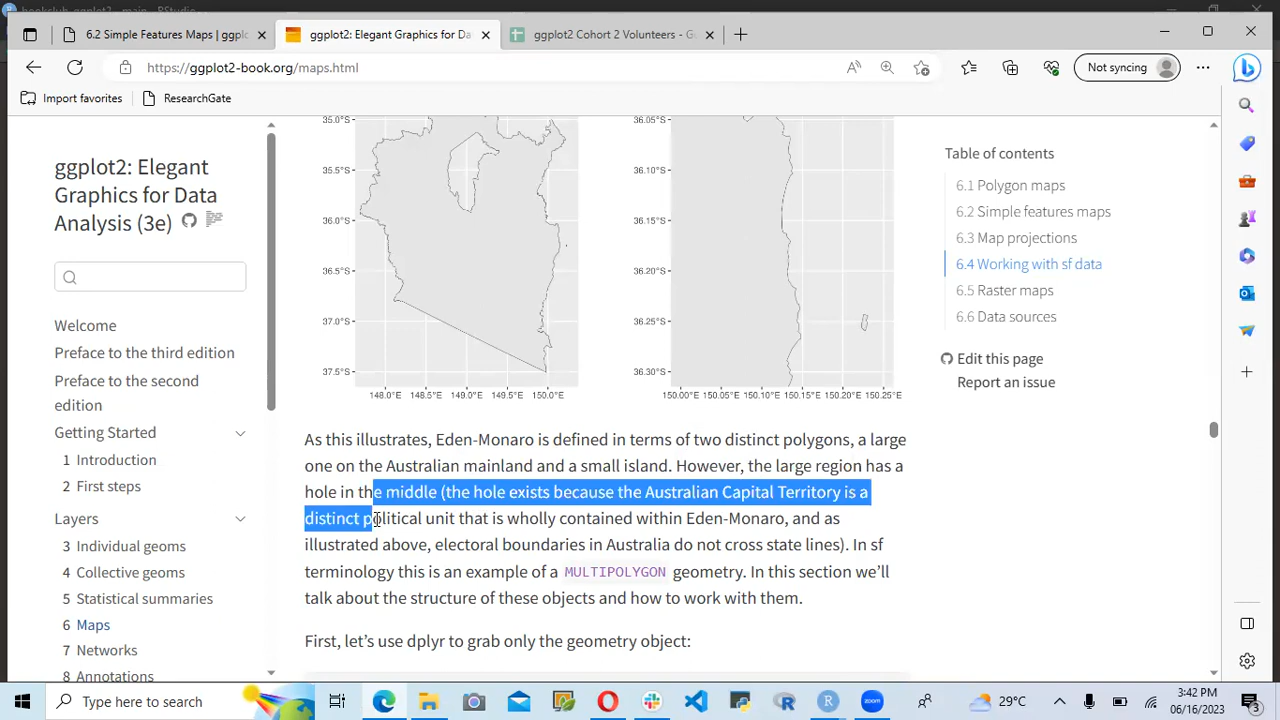 6.2 Simple Features Maps | ggplo
ggplot2: Elegant Graphics for Da
ggplot2 Cohort 2 Volunteers - G
https://ggplot2-book.org/maps.html
Not syncing
Import favorites
ResearchGate
ggplot2: Elegant
Graphics for Data
Analysis (3e)
Welcome
Preface to the third edition
Preface to the second
edition
Getting Started
1 Introduction
2 First steps
Layers
3 Individual geoms
4 Collective geoms
5 Statistical summaries
6 Maps
7 Networks
8 Annotations
35.0°S
35.5°S
36.0°S
36.5°S
37.0°S
37.5°S
148.0°E 148.5°E 149.0°E 149.5°E 150.0°E
36.05°S
36.10°S
36.15°S
36.20°S
36.25°S
36.30°S
150.00°E 150.05°E 150.10°E 150.15°E 150.20°E 150.25°E
As this illustrates, Eden-Monaro is defined in terms of two distinct polygons, a large
one on the Australian mainland and a small island. However, the large region has a
hole in the middle (the hole exists because the Australian Capital Territory is a
distinct political unit that is wholly contained within Eden-Monaro, and as
illustrated above, electoral boundaries in Australia do not cross state lines). In sf
terminology this is an example of a MULTIPOLYGON geometry. In this section we’ll
talk about the structure of these objects and how to work with them.
First, let’s use dplyr to grab only the geometry object:
Table of contents
6.1 Polygon maps
6.2 Simple features maps
6.3 Map projections
6.4 Working with sf data
6.5 Raster maps
6.6 Data sources
Edit this page
Report an issue
Type here to search
29°C
3:42 PM
06/16/2023
3